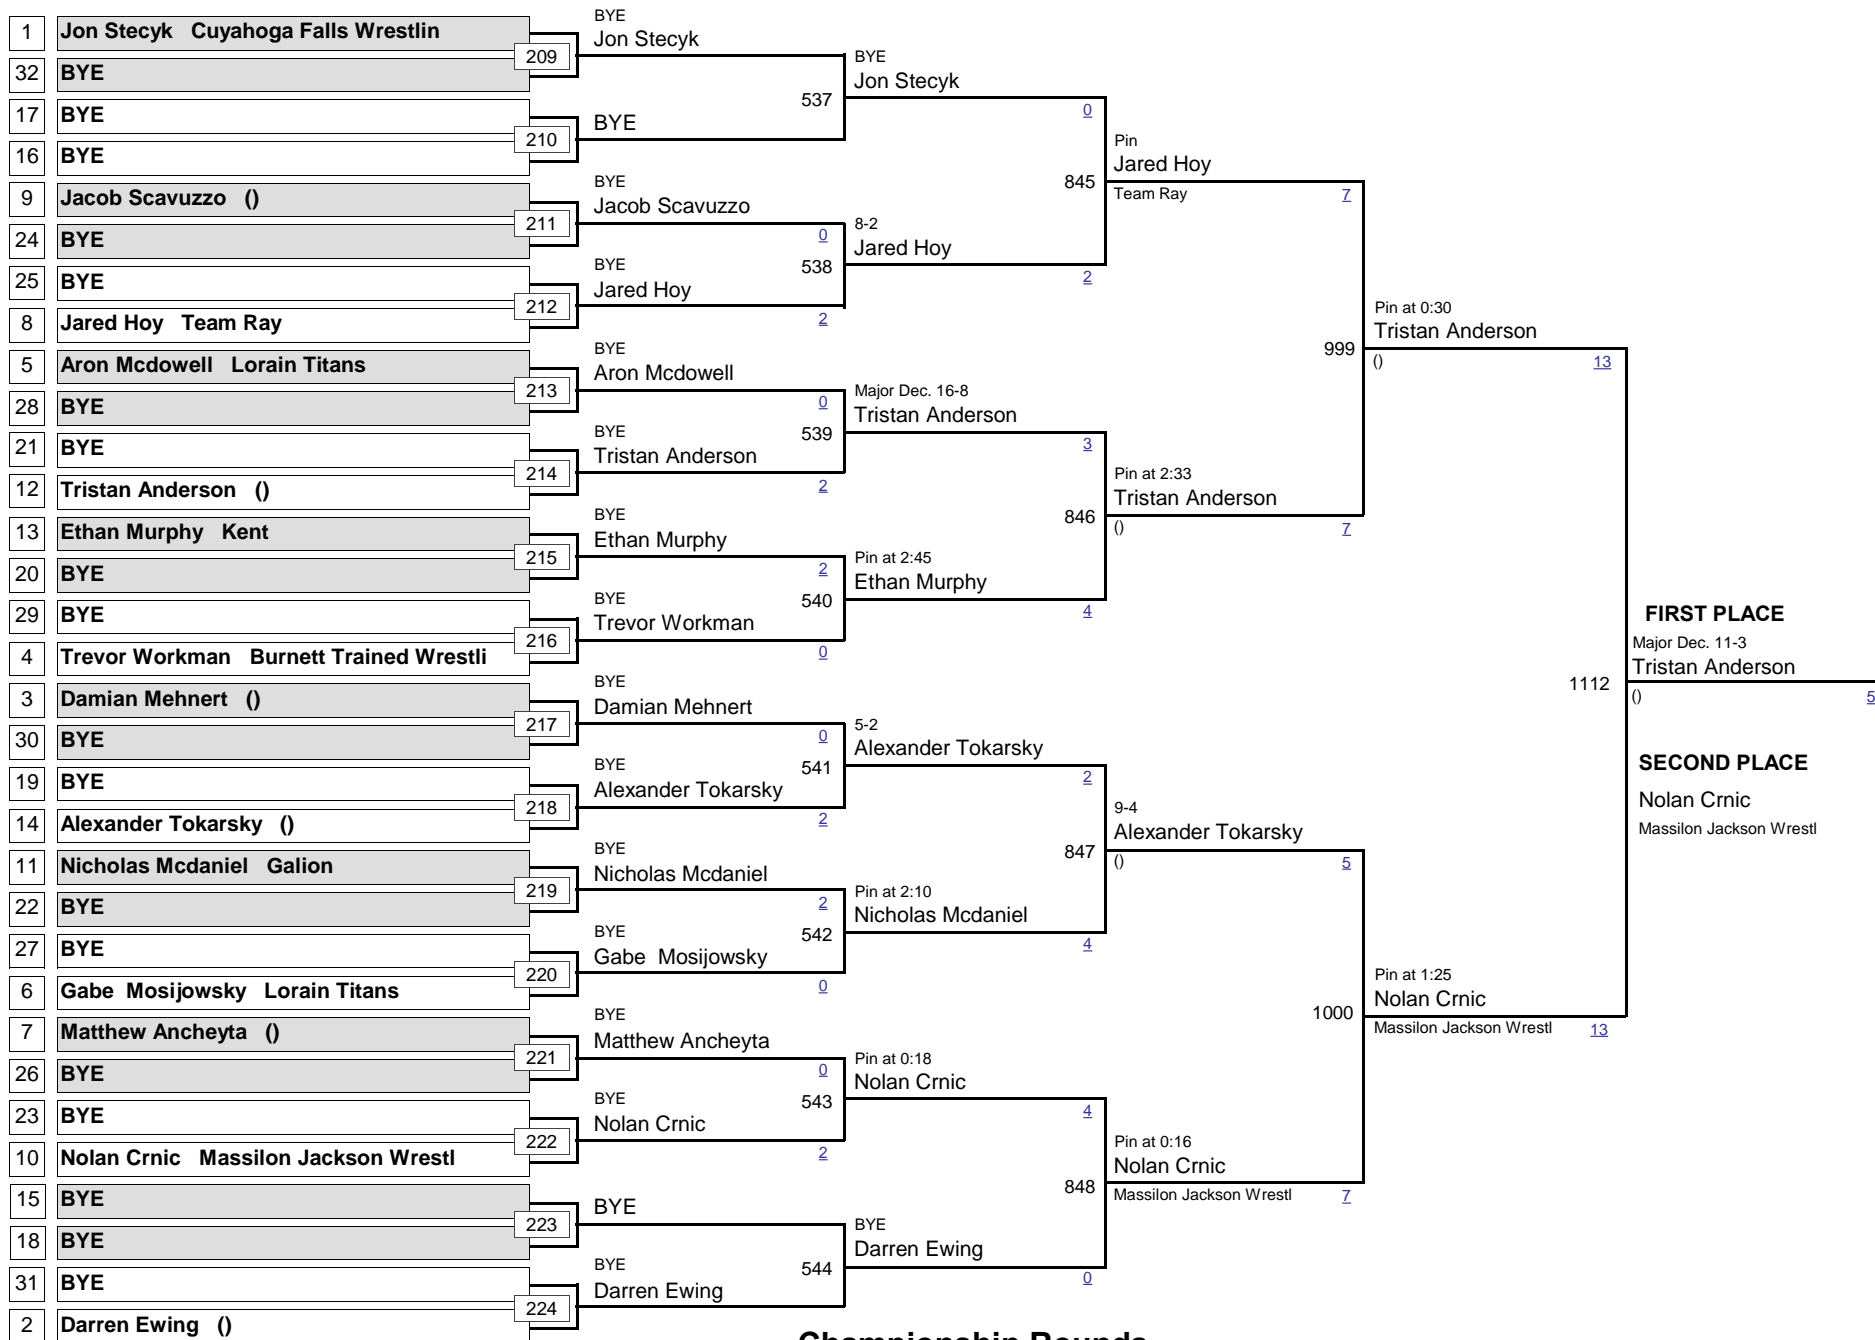 1 Jon Stecyk Cuyahoga Falls Wrestlin
32 BYE
17 BYE
16 BYE
9 Jacob Scavuzzo ()
24 BYE
25 BYE
8 Jared Hoy Team Ray
5 Aron Mcdowell Lorain Titans
28 BYE
21 BYE
12 Tristan Anderson ()
13 Ethan Murphy Kent
20 BYE
29 BYE
4 Trevor Workman Burnett Trained Wrestli
3 Damian Mehnert ()
30 BYE
19 BYE
14 Alexander Tokarsky ()
11 Nicholas Mcdaniel Galion
22 BYE
27 BYE
6 Gabe Mosijowsky Lorain Titans
7 Matthew Ancheyta ()
26 BYE
23 BYE
10 Nolan Crnic Massilon Jackson Wrestl
15 BYE
18 BYE
31 BYE
2 Darren Ewing ()
209
210
211
212
213
214
215
216
217
218
219
220
221
222
223
224
BYE
Jon Stecyk
537
BYE
BYE
Jacob Scavuzzo
0
BYE
538
Jared Hoy
2
BYE
Aron Mcdowell
0
BYE
539
Tristan Anderson
2
BYE
Ethan Murphy
2
BYE
540
Trevor Workman
0
BYE
Damian Mehnert
0
BYE
541
Alexander Tokarsky
2
BYE
Nicholas Mcdaniel
2
BYE
542
Gabe Mosijowsky
0
BYE
Matthew Ancheyta
0
BYE
543
Nolan Crnic
2
BYE
BYE
544
Darren Ewing
BYE
Jon Stecyk
0
845
8-2
Jared Hoy
2
Major Dec. 16-8
Tristan Anderson
3
846
Pin at 2:45
Ethan Murphy
4
5-2
Alexander Tokarsky
2
847
Pin at 2:10
Nicholas Mcdaniel
4
Pin at 0:18
Nolan Crnic
4
848
BYE
Darren Ewing
0
Pin
Jared Hoy
Team Ray 7
999
Pin at 2:33
Tristan Anderson
() 7
9-4
Alexander Tokarsky
() 5
1000
Pin at 0:16
Nolan Crnic
Massilon Jackson Wrestl 7
Pin at 0:30
Tristan Anderson
() 13
1112
Pin at 1:25
Nolan Crnic
Massilon Jackson Wrestl 13
FIRST PLACE
Major Dec. 11-3
Tristan Anderson
() 5
SECOND PLACE
Nolan Crnic
Massilon Jackson Wrestl
Championship Rounds